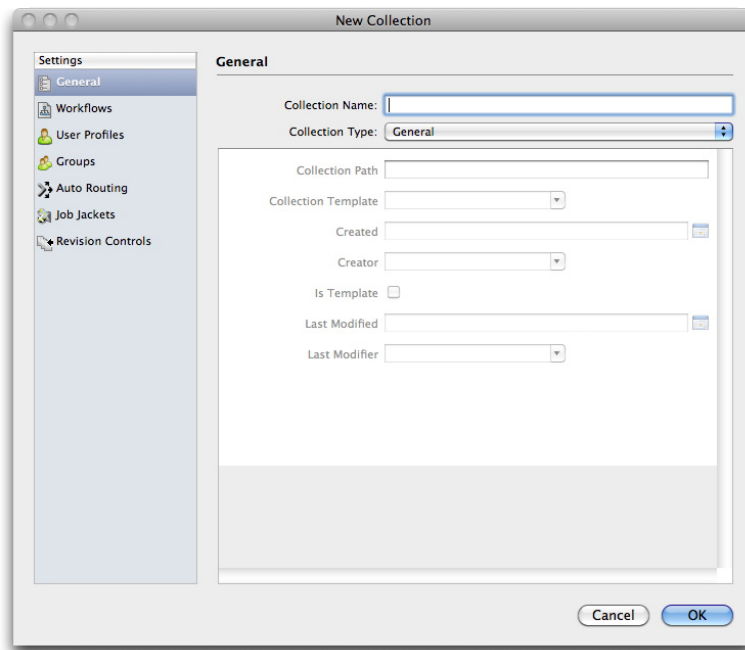 New Collection
Settings
General
Workflows
User Profiles
Groups
Auto Routing
Job Jackets
Revision Controls
General
Collection Name:
Collection Type: General
Collection Path
Collection Template
Created
Creator
Is Template
Last Modified
Last Modifier
Cancel OK